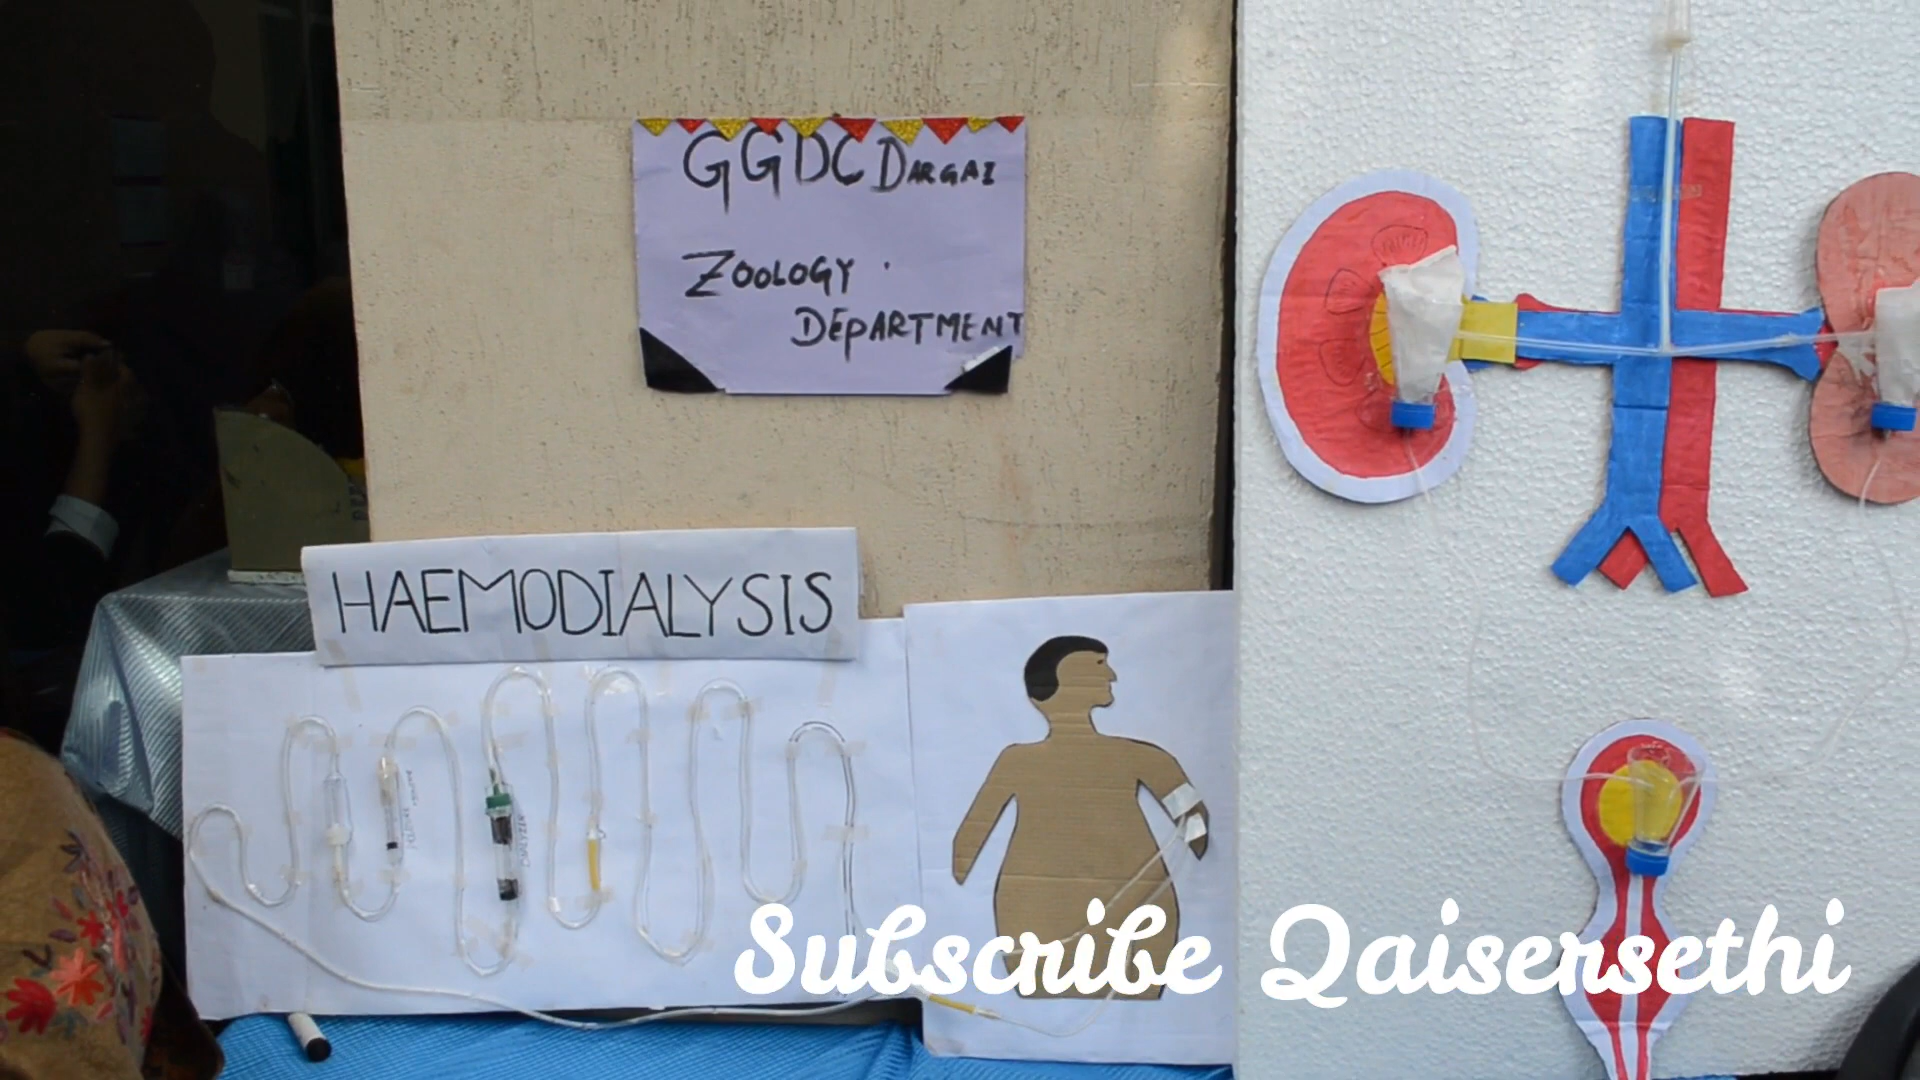 GGDC DARGAI
ZOOLOGY
DEPARTMENT
HAEMODIALYSIS
Subscribe Qaisersethi